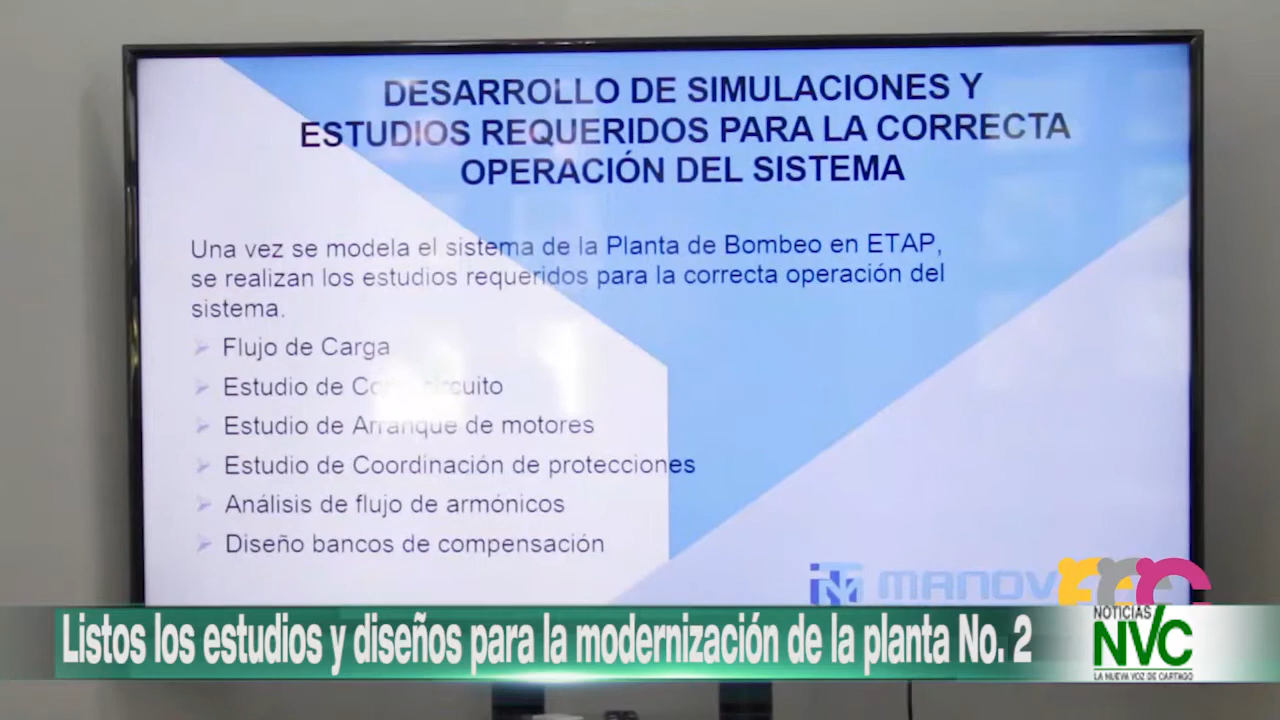 DESARROLLO DE SIMULACIONES Y
ESTUDIOS REQUERIDOS PARA LA CORRECTA
OPERACIÓN DEL SISTEMA
Una vez se modela el sistema de la Planta de Bombeo en ETAP,
se realizan los estudios requeridos para la correcta operación del
sistema.
Flujo de Carga
Estudio de Cortocircuito
Estudio de Arranque de motores
Estudio de Coordinación de protecciones
Análisis de flujo de armónicos
Diseño bancos de compensación
Listos los estudios y diseños para la modernización de la planta No. 2
NOTICIAS
NVC
LA NUEVA VOZ DE CARTAGO